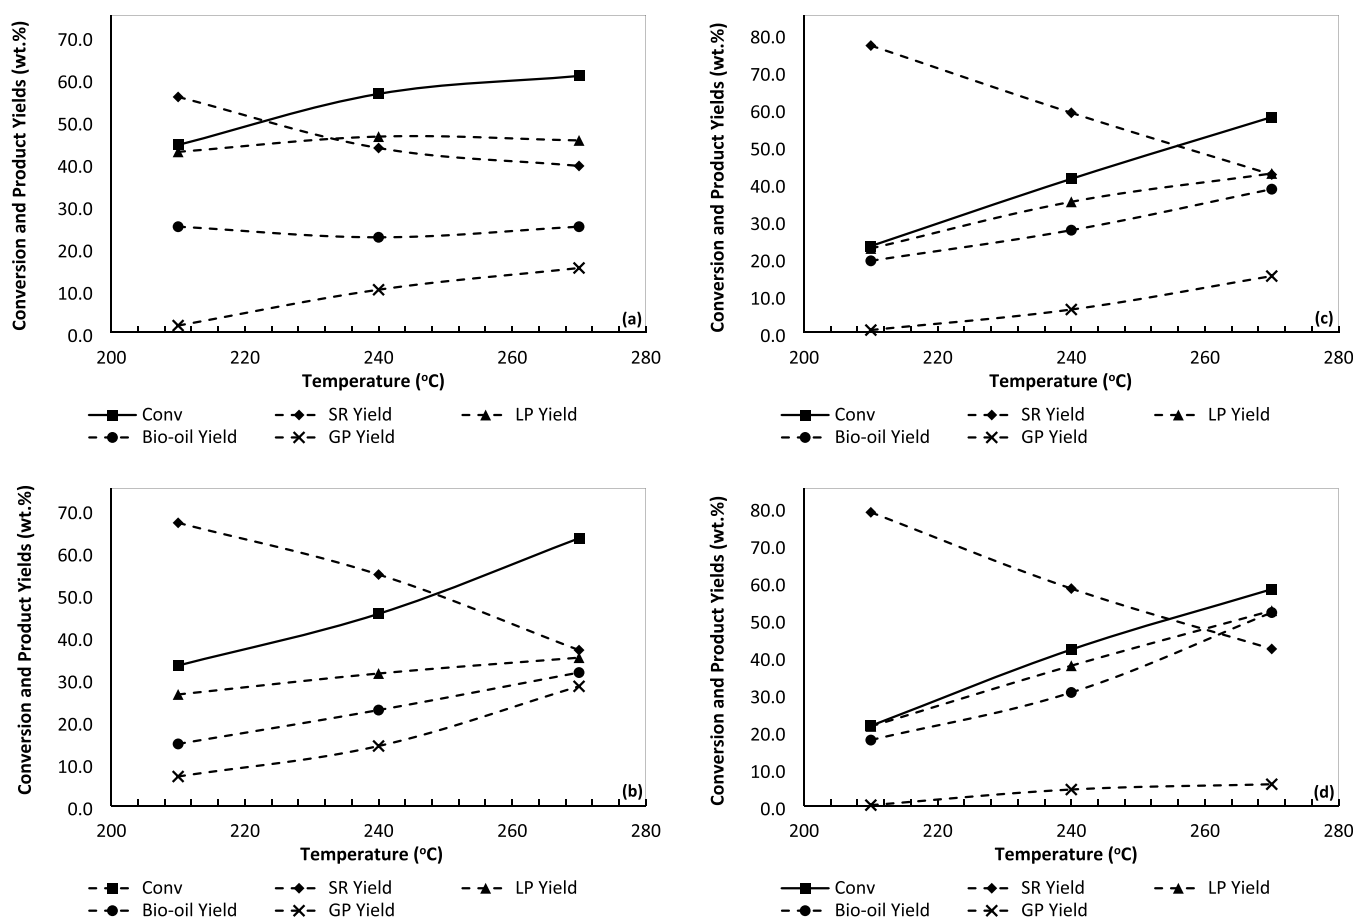 Conversion and Product Yields (wt.%)
70.0
60.0
50.0
40.0
30.0
20.0
10.0
0.0
(a)
200 220 240 260 280
Temperature (ºC)
Conv SR Yield LP Yield
Bio-oil Yield GP Yield
Conversion and Product Yields (wt.%)
80.0
70.0
60.0
50.0
40.0
30.0
20.0
10.0
0.0
(c)
200 220 240 260 280
Temperature (ºC)
Conv SR Yield LP Yield
Bio-oil Yield GP Yield
Conversion and Product Yields (wt.%)
70.0
60.0
50.0
40.0
30.0
20.0
10.0
0.0
(b)
200 220 240 260 280
Temperature (ºC)
Conv SR Yield LP Yield
Bio-oil Yield GP Yield
Conversion and Product Yields (wt.%)
80.0
70.0
60.0
50.0
40.0
30.0
20.0
10.0
0.0
(d)
200 220 240 260 280
Temperature (ºC)
Conv SR Yield LP Yield
Bio-oil Yield GP Yield